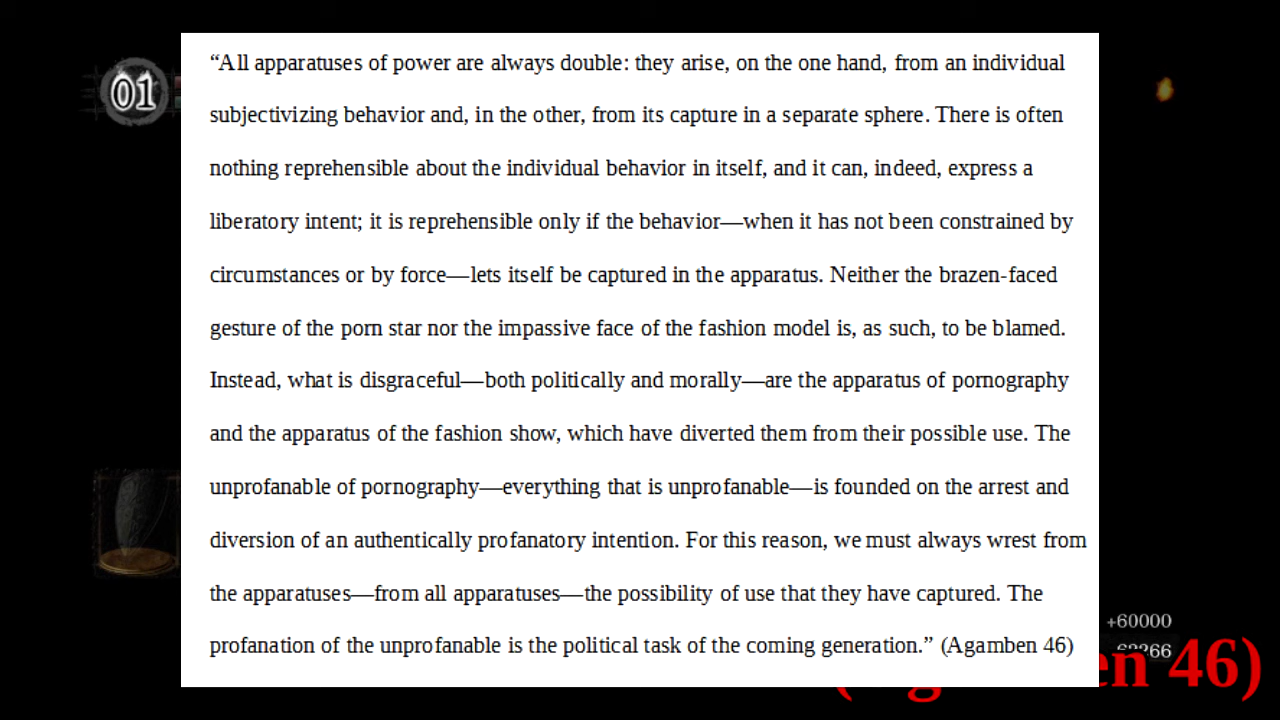 01
“All apparatuses of power are always double: they arise, on the one hand, from an individual
subjectivizing behavior and, in the other, from its capture in a separate sphere. There is often
nothing reprehensible about the individual behavior in itself, and it can, indeed, express a
liberatory intent; it is reprehensible only if the behavior—when it has not been constrained by
circumstances or by force—lets itself be captured in the apparatus. Neither the brazen-faced
gesture of the porn star nor the impassive face of the fashion model is, as such, to be blamed.
Instead, what is disgraceful—both politically and morally—are the apparatus of pornography
and the apparatus of the fashion show, which have diverted them from their possible use. The
unprofanable of pornography—everything that is unprofanable—is founded on the arrest and
diversion of an authentically profanatory intention. For this reason, we must always wrest from
the apparatuses—from all apparatuses—the possibility of use that they have captured. The
profanation of the unprofanable is the political task of the coming generation.” (Agamben 46)
+60000
46)